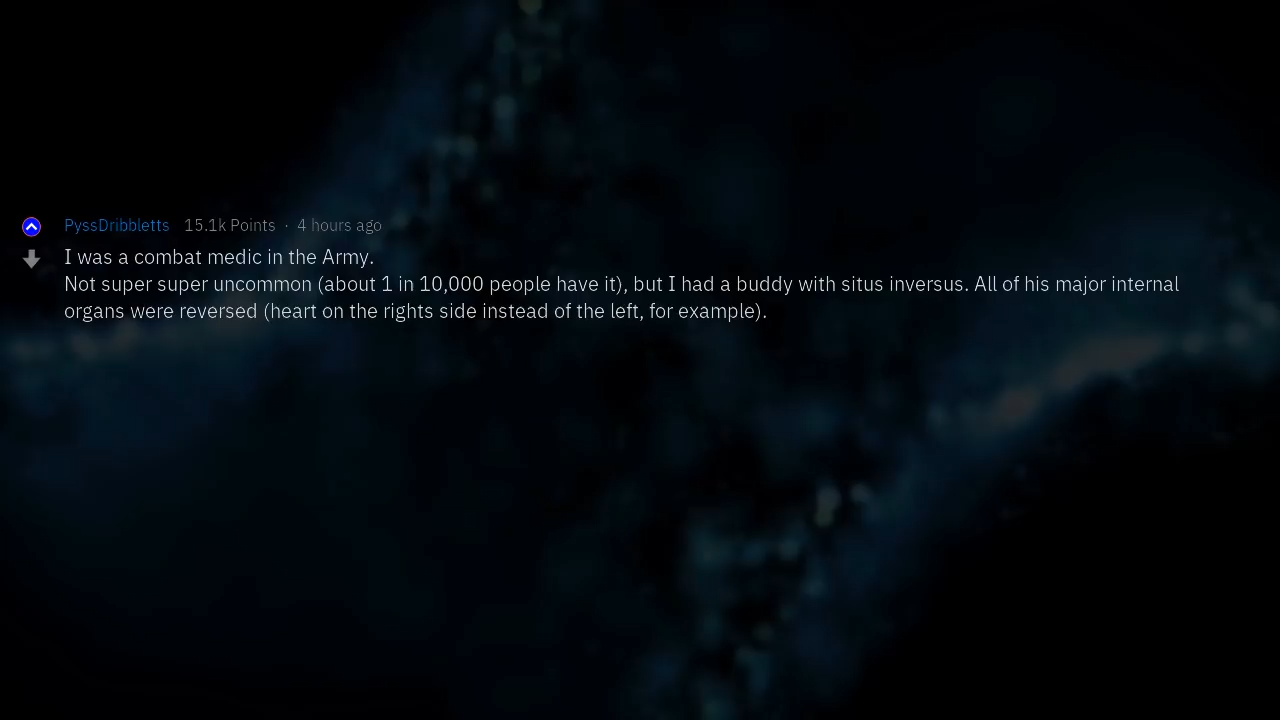 PyssDribbletts 15.1k Points · 4 hours ago
I was a combat medic in the Army.
Not super super uncommon (about 1 in 10,000 people have it), but I had a buddy with situs inversus. All of his major internal
organs were reversed (heart on the rights side instead of the left, for example).